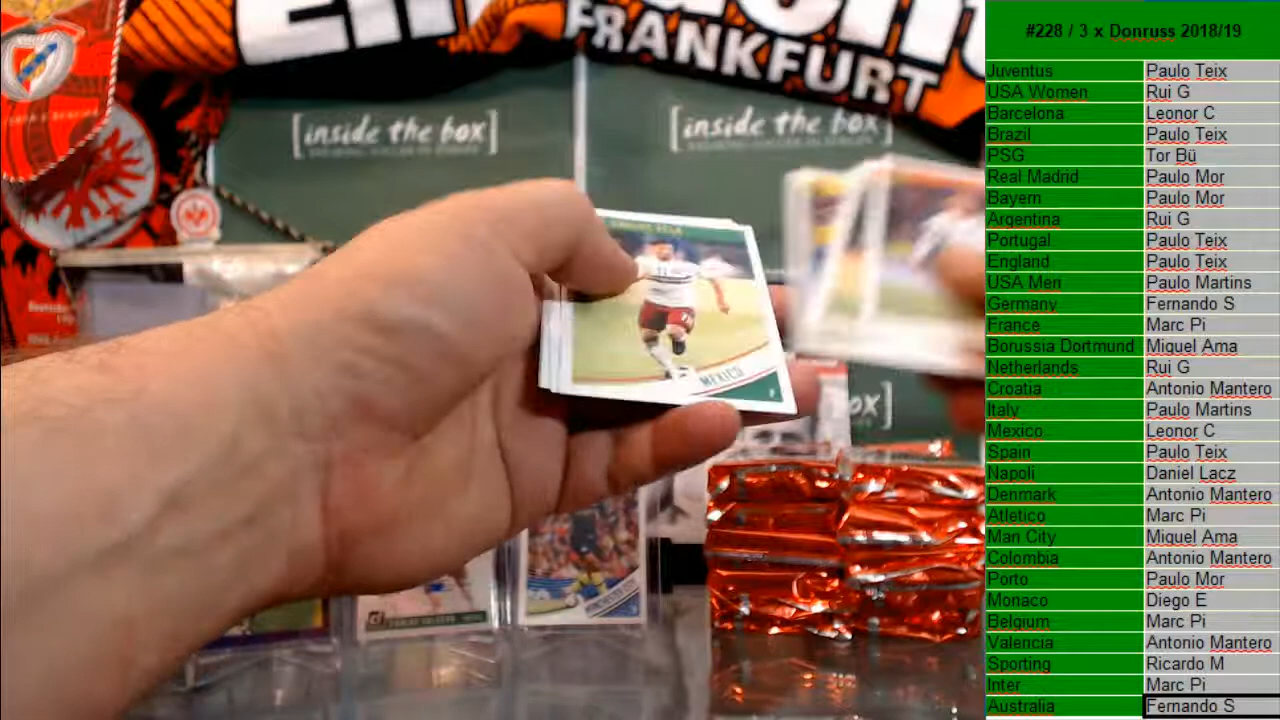 FRANKFURT
[inside the box]
[inside the box]
MEXICO
#228 / 3 x Donruss 2018/19
Juventus Paulo Teix
USA Women Rui G
Barcelona Leonor C
Brazil Paulo Teix
PSG Tor Bü
Real Madrid Paulo Mor
Bayern Paulo Mor
Argentina Rui G
Portugal Paulo Teix
England Paulo Teix
USA Men Paulo Martins
Germany Fernando S
France Marc Pi
Borussia Dortmund Miguel Ama
Netherlands Rui G
Croatia Antonio Mantero
Italy Paulo Martins
Mexico Leonor C
Spain Paulo Teix
Napoli Daniel Lacz
Denmark Antonio Mantero
Atletico Marc Pi
Man City Miguel Ama
Colombia Antonio Mantero
Porto Paulo Mor
Monaco Diego E
Belgium Marc Pi
Valencia Antonio Mantero
Sporting Ricardo M
Inter Marc Pi
Australia Fernando S